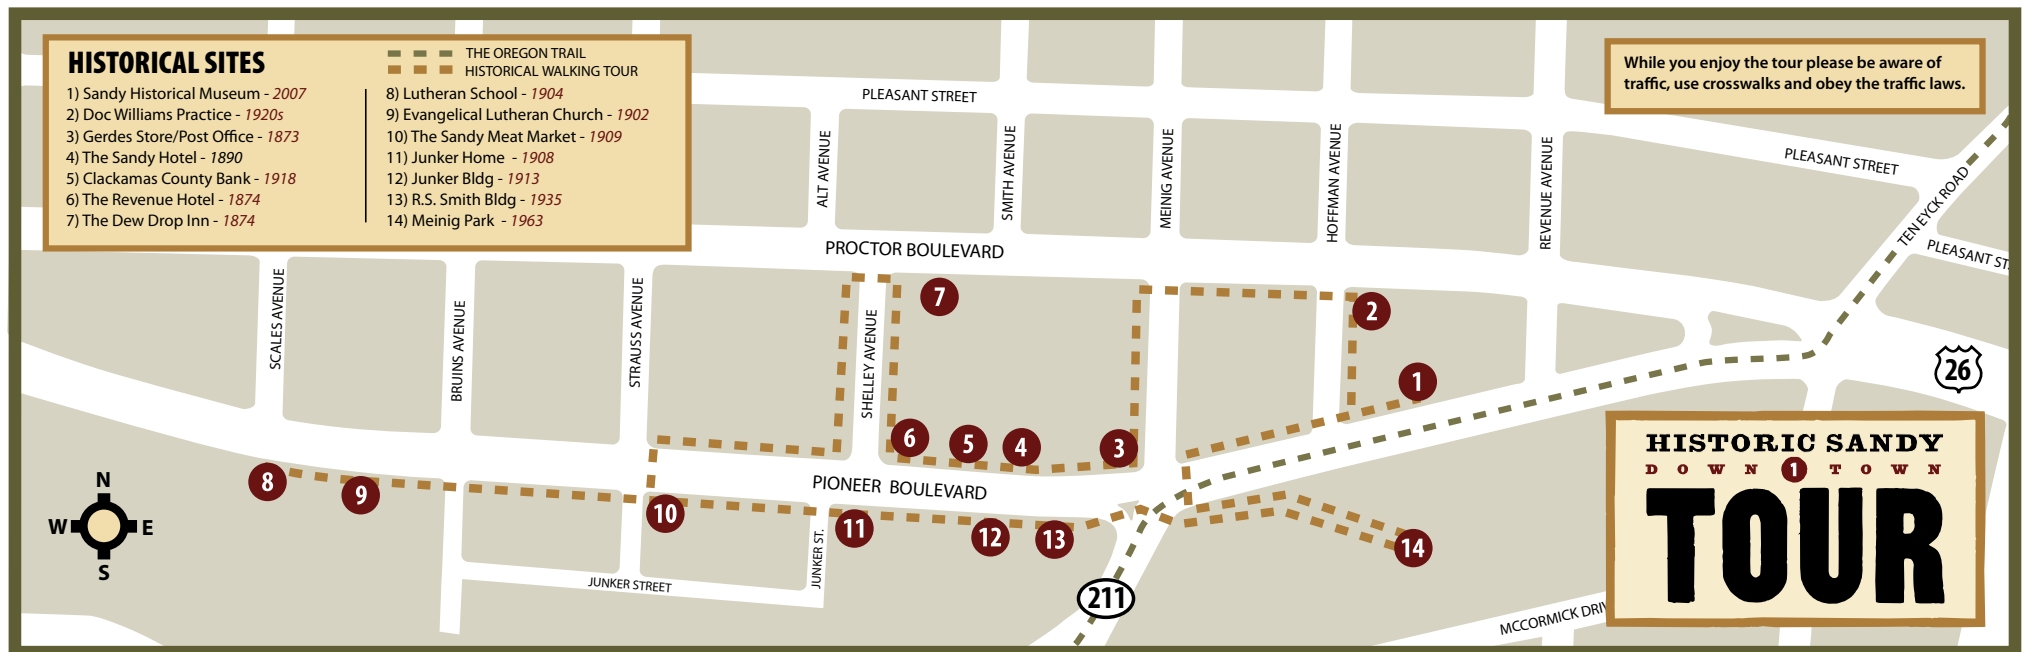 HISTORICAL SITES
THE OREGON TRAIL
HISTORICAL WALKING TOUR
1) Sandy Historical Museum - 2007
2) Doc Williams Practice - 1920s
3) Gerdes Store/Post Office - 1873
4) The Sandy Hotel - 1890
5) Clackamas County Bank - 1918
6) The Revenue Hotel - 1874
7) The Dew Drop Inn - 1874
8) Lutheran School - 1904
9) Evangelical Lutheran Church - 1902
10) The Sandy Meat Market - 1909
11) Junker Home - 1908
12) Junker Bldg - 1913
13) R.S. Smith Bldg - 1935
14) Meinig Park - 1963
While you enjoy the tour please be aware of
traffic, use crosswalks and obey the traffic laws.
PLEASANT STREET
ALT AVENUE
SMITH AVENUE
MEINIG AVENUE
HOFFMAN AVENUE
REVENUE AVENUE
PLEASANT STREET
TEN EYCK ROAD
PLEASANT ST.
PROCTOR BOULEVARD
SCALES AVENUE
BRUINS AVENUE
STRAUSS AVENUE
SHELLEY AVENUE
7
2
1
26
6
5
4
3
8
9
10
PIONEER BOULEVARD
11
12
13
14
JUNKER ST.
JUNKER STREET
211
MCCORMICK DRIV
N
W
E
S
HISTORIC SANDY
DOWN 1 TOWN
TOUR